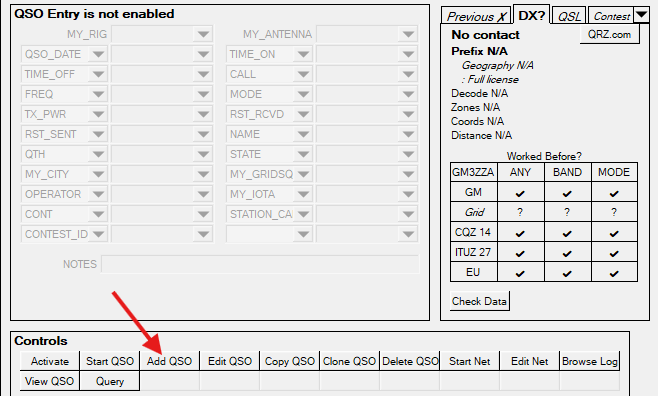 QSO Entry is not enabled
MY_RIG MY_ANTENNA
QSO_DATE TIME_ON
TIME_OFF CALL
FREQ MODE
TX_PWR RST_RCVD
RST_SENT NAME
QTH STATE
MY_CITY MY_GRIDSQ
OPERATOR MY_IOTA
CONT STATION_CA
CONTEST_ID
NOTES
Previous X DX? QSL Contest
No contact QRZ.com
Prefix N/A
Geography N/A
: Full license
Decode N/A
Zones N/A
Coords N/A
Distance N/A
Worked Before?
GM3ZZA ANY BAND MODE
GM ✔ ✔ ✔
Grid ? ? ?
CQZ 14 ✔ ✔ ✔
ITUZ 27 ✔ ✔ ✔
EU ✔ ✔ ✔
Check Data
Controls
Activate Start QSO Add QSO Edit QSO Copy QSO Clone QSO Delete QSO Start Net Edit Net Browse Log
View QSO Query